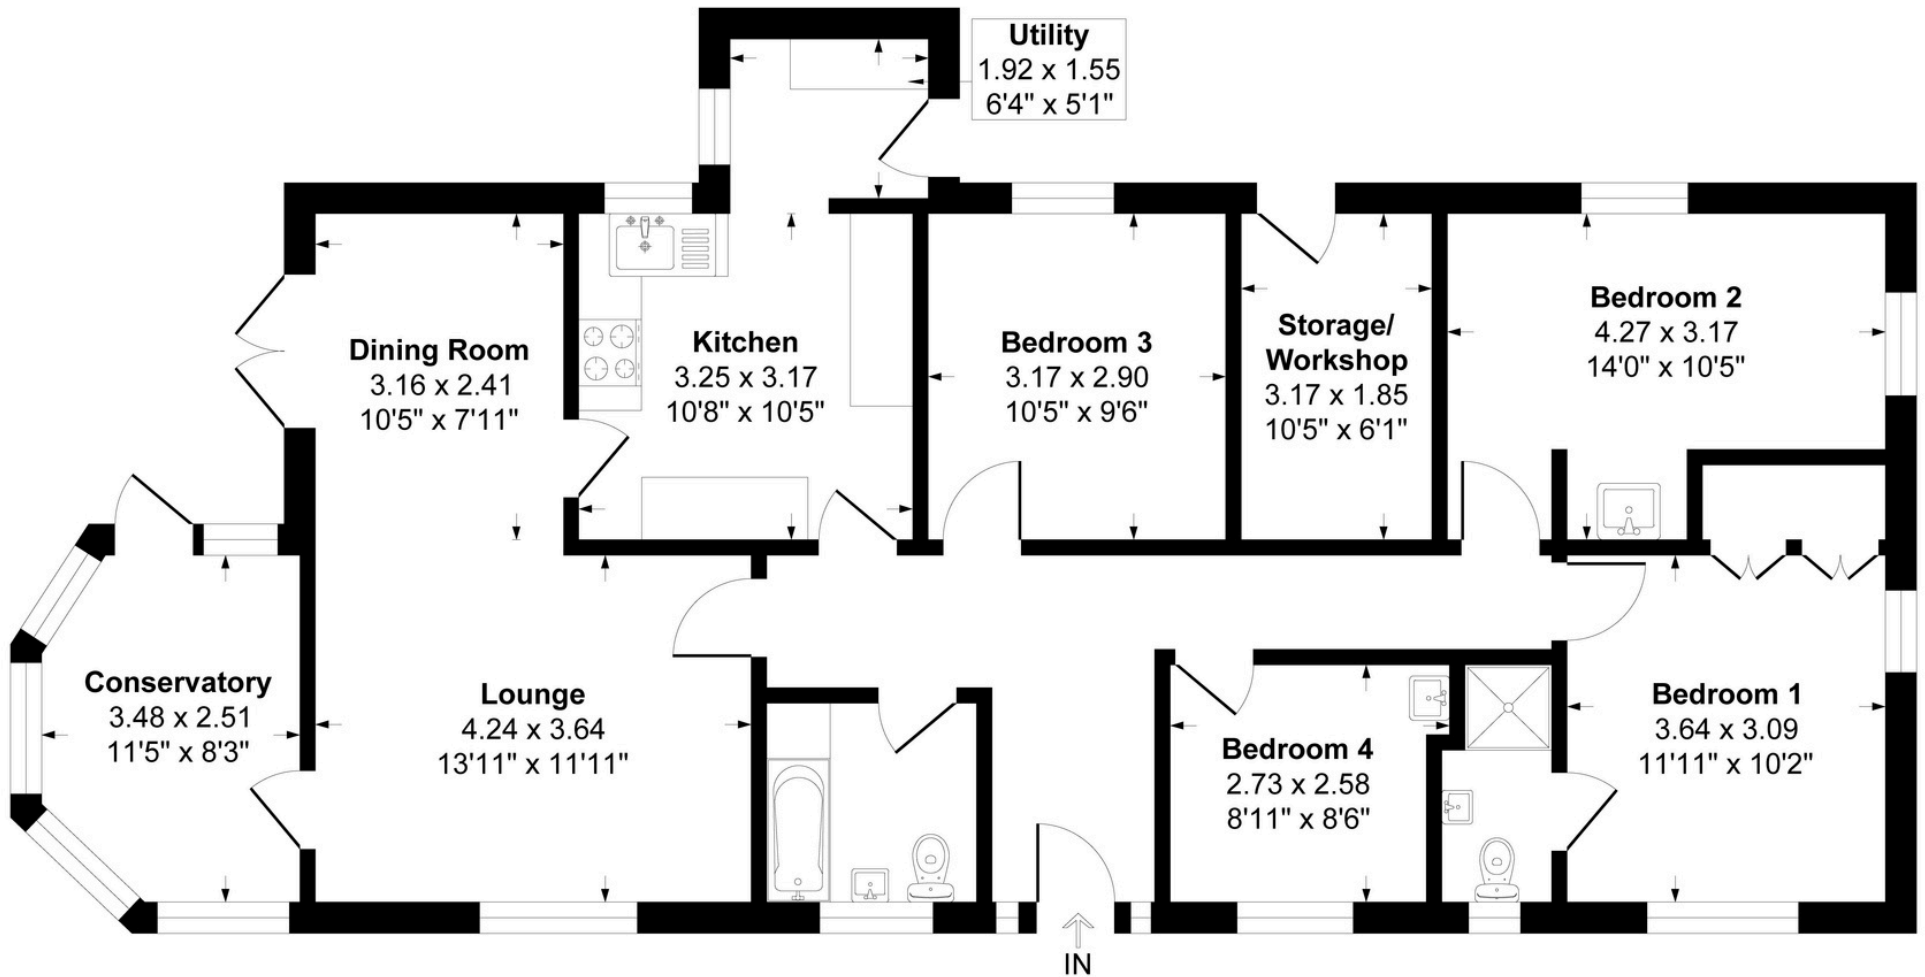 Utility
1.92 x 1.55
6'4" x 5'1"
Dining Room
3.16 x 2.41
10'5" x 7'11"
Kitchen
3.25 x 3.17
10'8" x 10'5"
Bedroom 3
3.17 x 2.90
10'5" x 9'6"
Storage/
Workshop
3.17 x 1.85
10'5" x 6'1"
Bedroom 2
4.27 x 3.17
14'0" x 10'5"
Conservatory
3.48 x 2.51
11'5" x 8'3"
Lounge
4.24 x 3.64
13'11" x 11'11"
Bedroom 4
2.73 x 2.58
8'11" x 8'6"
Bedroom 1
3.64 x 3.09
11'11" x 10'2"
IN